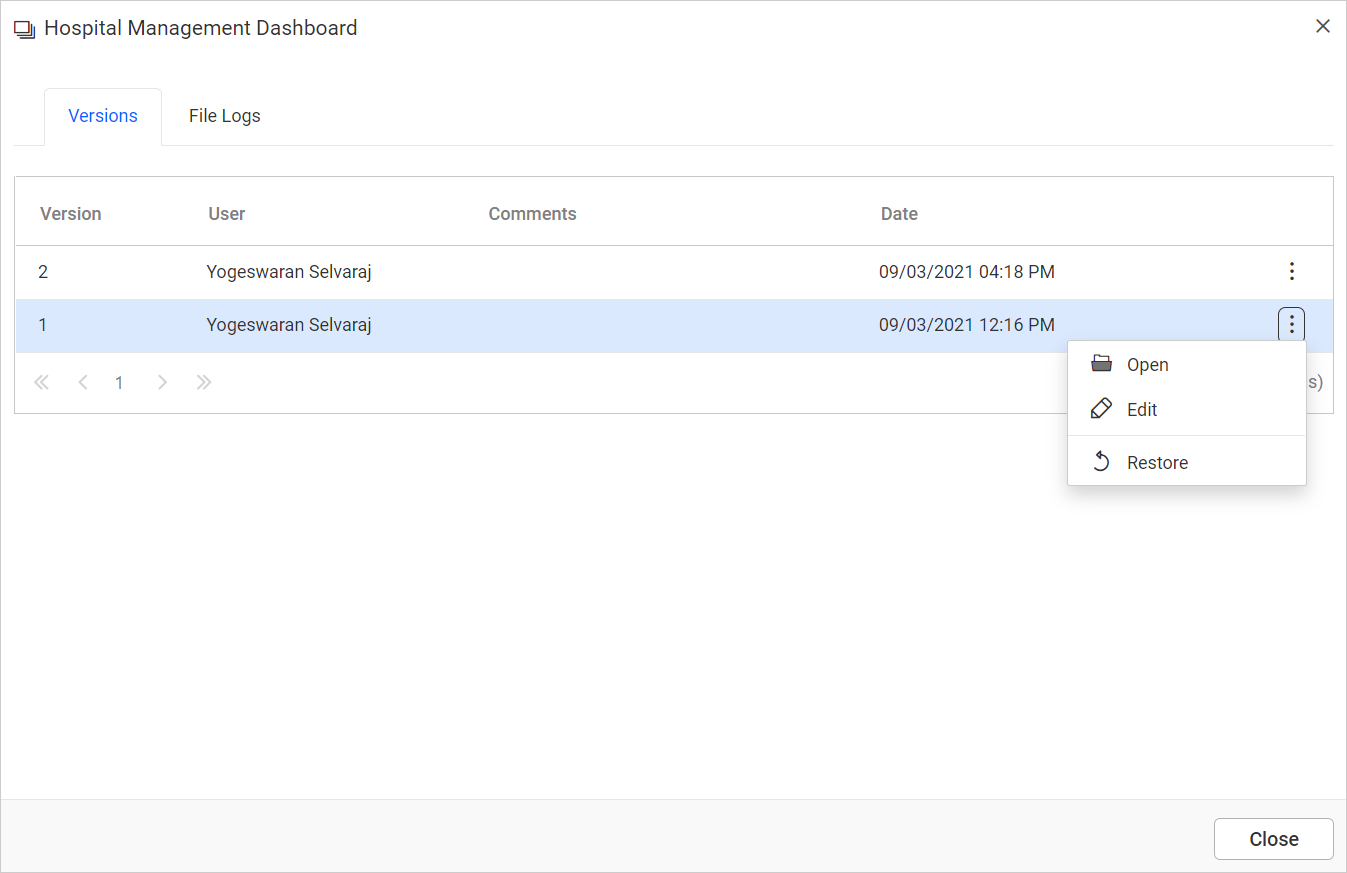 Hospital Management Dashboard
Versions File Logs
Version User Comments Date
2 Yogeswaran Selvaraj 09/03/2021 04:18 PM
1 Yogeswaran Selvaraj 09/03/2021 12:16 PM
1 s)
Open
Edit
Restore
Close